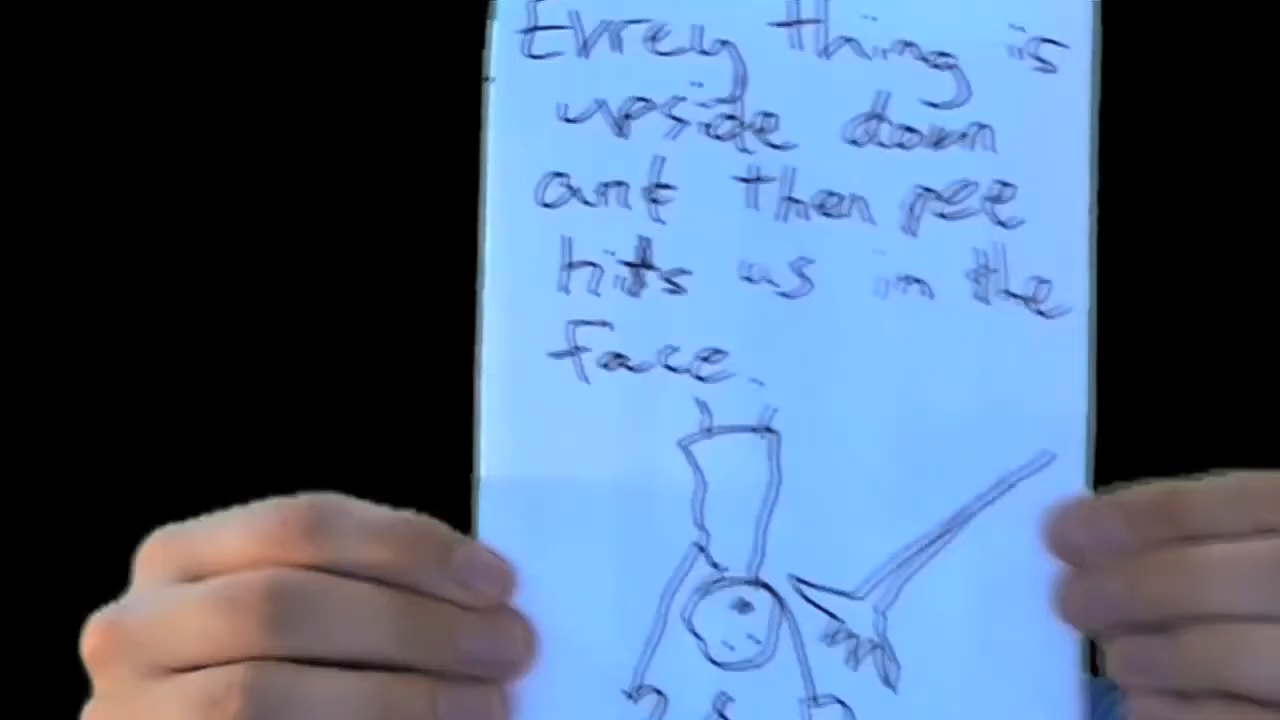 Evrey thing is
upside down
ant then pee
hits us in the
face.